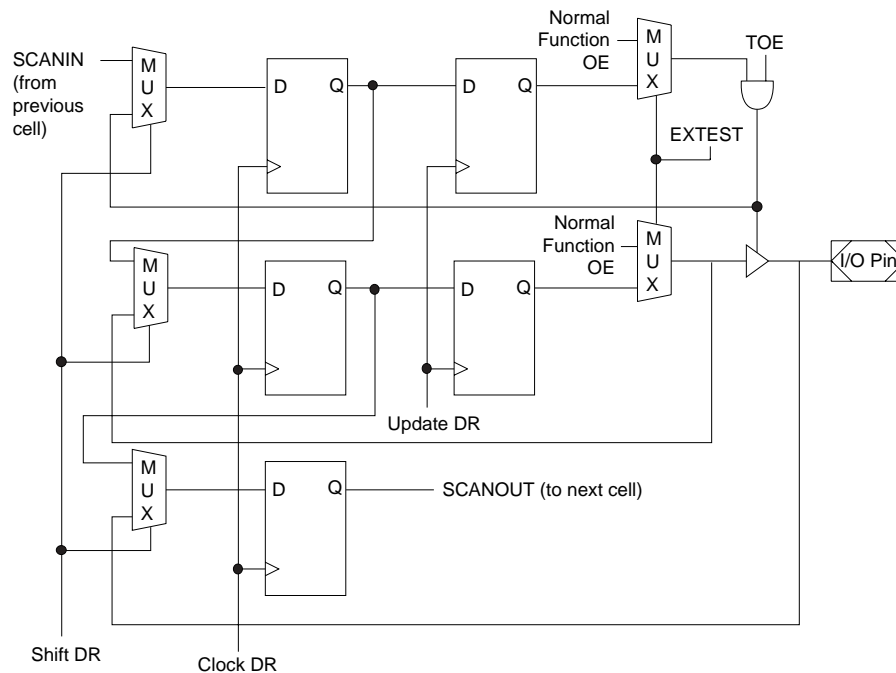 Normal
Function
OE
TOE
SCANIN
(from
previous
cell)
M
U
X
D
Q
D
Q
M
U
X
EXTEST
Normal
Function
OE
M
U
X
D
Q
D
Q
M
U
X
I/O Pin
Update DR
M
U
X
D
Q
SCANOUT (to next cell)
Shift DR
Clock DR